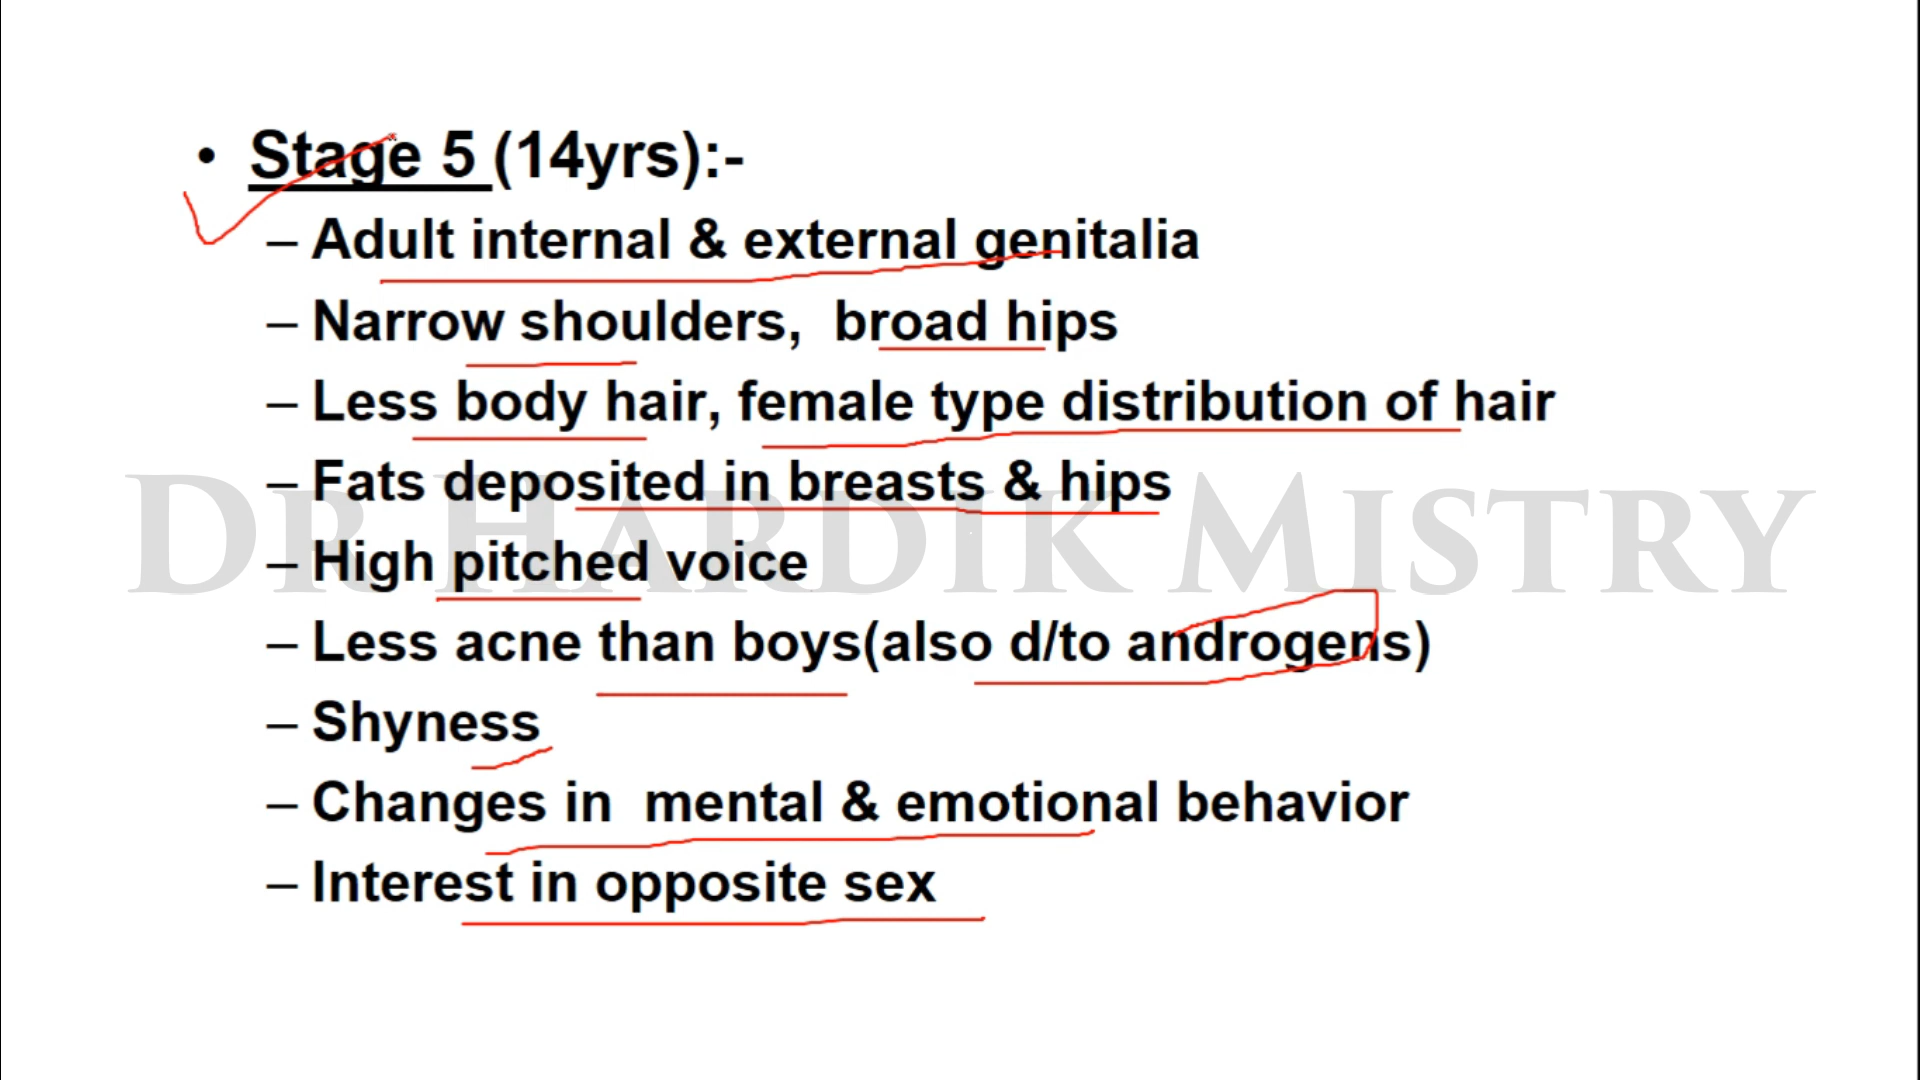 • Stage 5 (14yrs):-
– Adult internal & external genitalia
– Narrow shoulders,  broad hips
– Less body hair, female type distribution of hair
– Fats deposited in breasts & hips
DR HARDIK MISTRY
– High pitched voice
– Less acne than boys(also d/to androgens)
– Shyness
– Changes in  mental & emotional behavior
– Interest in opposite sex